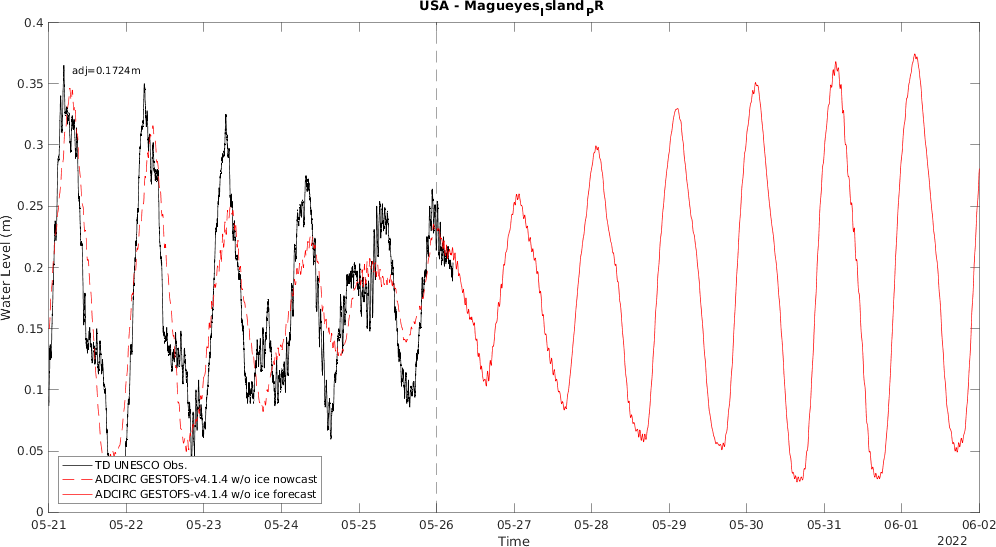 USA - Magueyes_Island_PR
0.4
0.35
0.3
0.25
0.2
0.15
0.1
0.05
0
Water Level (m)
adj=0.1724m
TD UNESCO Obs.
ADCIRC GESTOFS-v4.1.4 w/o ice nowcast
ADCIRC GESTOFS-v4.1.4 w/o ice forecast
05-21 05-22 05-23 05-24 05-25 05-26 05-27 05-28 05-29 05-30 05-31 06-01 06-02
Time
2022